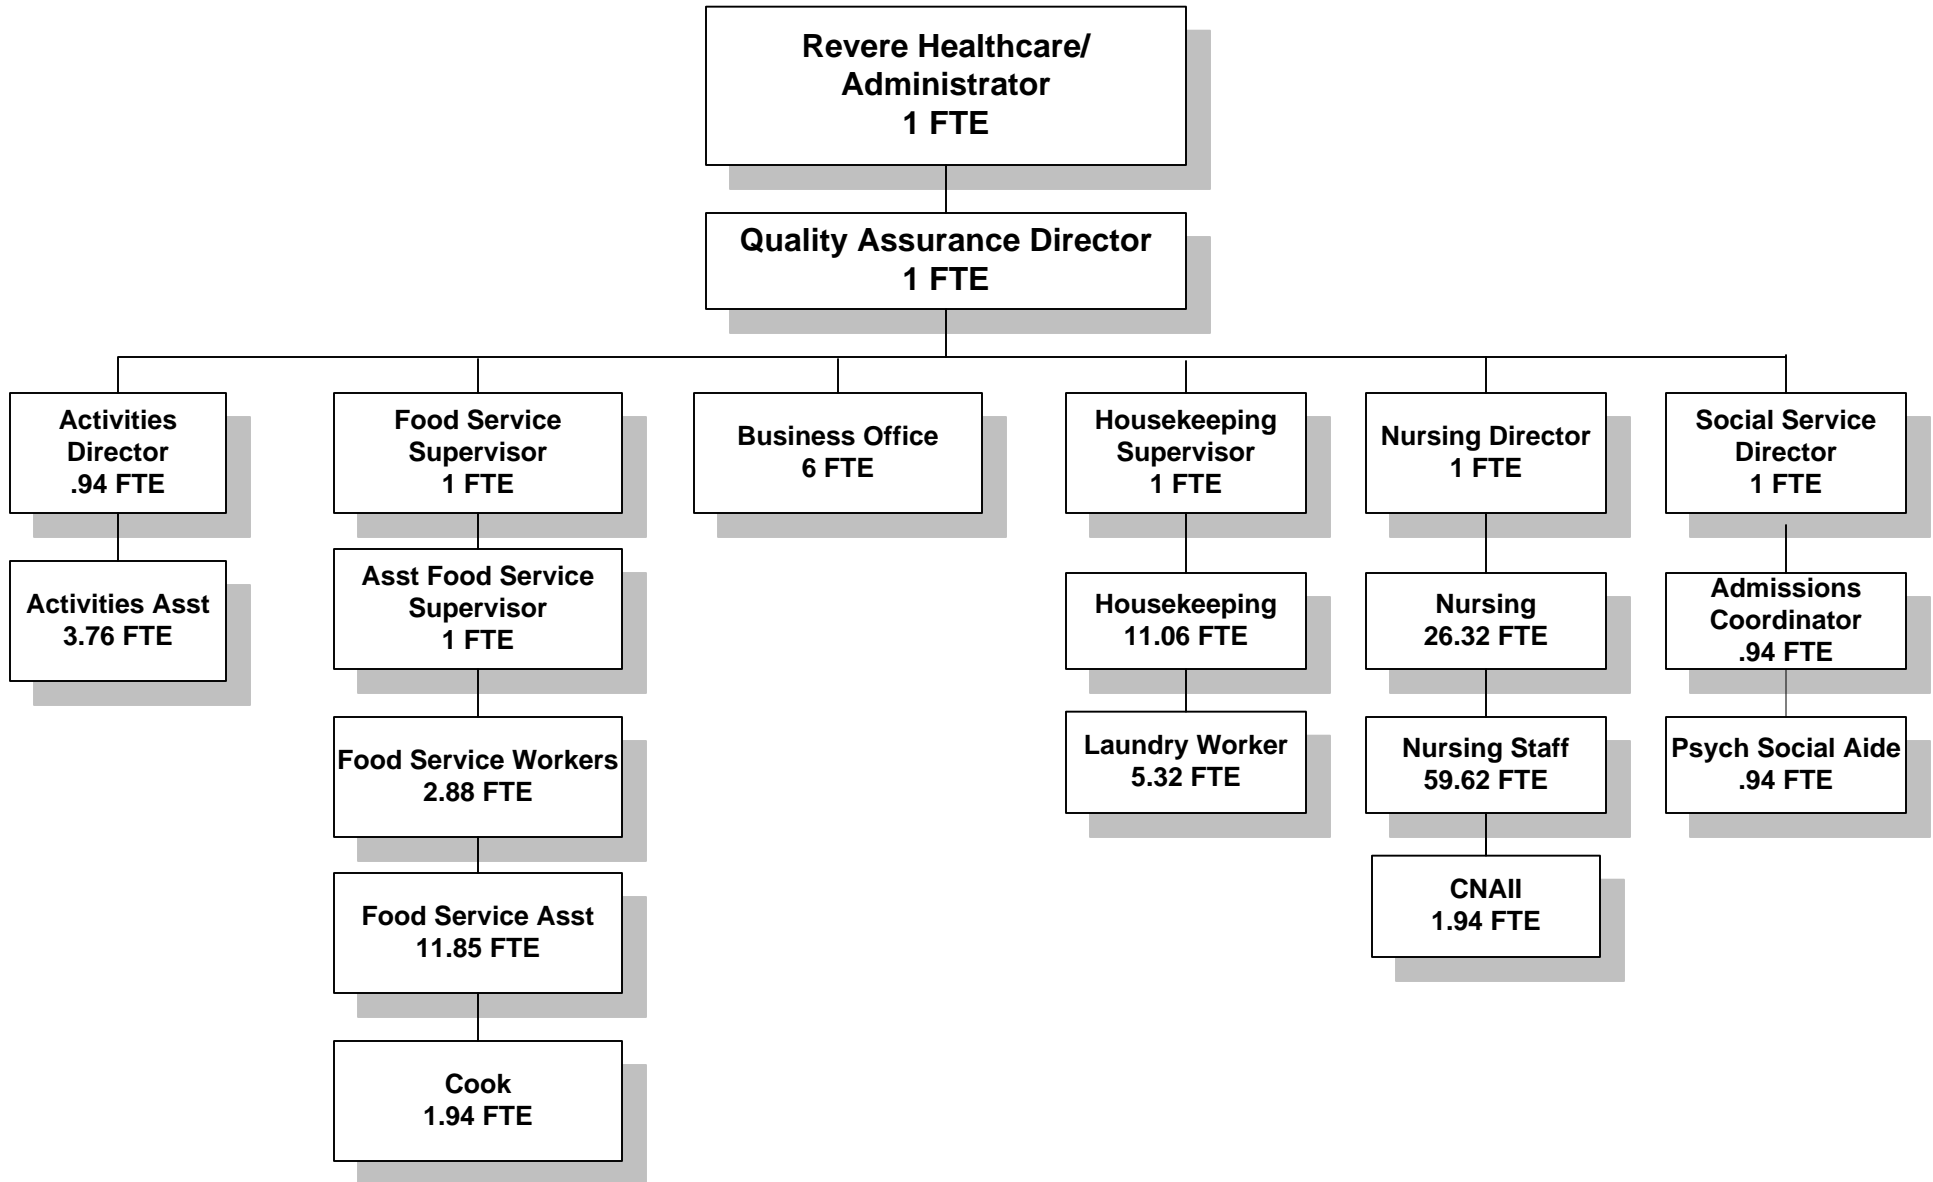 Revere Healthcare/
Administrator
1 FTE
Quality Assurance Director
1 FTE
Activities
Director
.94 FTE
Food Service
Supervisor
1 FTE
Business Office
6 FTE
Housekeeping
Supervisor
1 FTE
Nursing Director
1 FTE
Social Service
Director
1 FTE
Activities Asst
3.76 FTE
Asst Food Service
Supervisor
1 FTE
Housekeeping
11.06 FTE
Nursing
26.32 FTE
Admissions
Coordinator
.94 FTE
Food Service Workers
2.88 FTE
Laundry Worker
5.32 FTE
Nursing Staff
59.62 FTE
Psych Social Aide
.94 FTE
Food Service Asst
11.85 FTE
CNAII
1.94 FTE
Cook
1.94 FTE